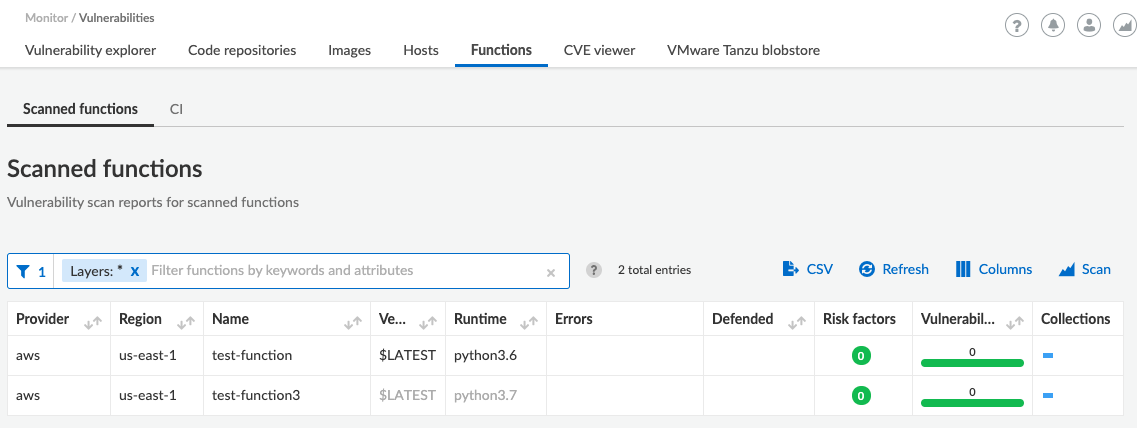 Monitor / Vulnerabilities
Vulnerability explorer Code repositories Images Hosts Functions CVE viewer VMware Tanzu blobstore
Scanned functions CI
Scanned functions
Vulnerability scan reports for scanned functions
1 Layers: * x Filter functions by keywords and attributes × ? 2 total entries CSV Refresh Columns Scan
Provider Region Name Ve... Runtime Errors Defended Risk factors Vulnerabil... Collections
aws us-east-1 test-function $LATEST python3.6 0 0
aws us-east-1 test-function3 $LATEST python3.7 0 0